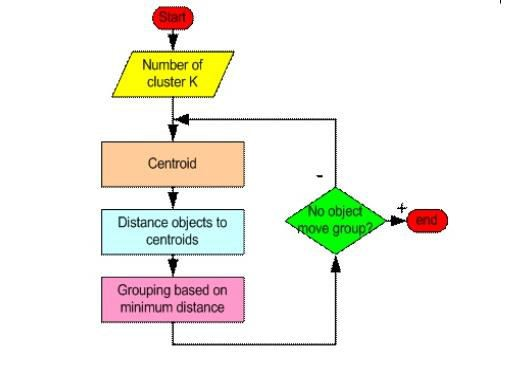 Start
Number of
cluster K
Centroid
Distance objects to
centroids
Grouping based on
minimum distance
-
No object
move group?
+
end